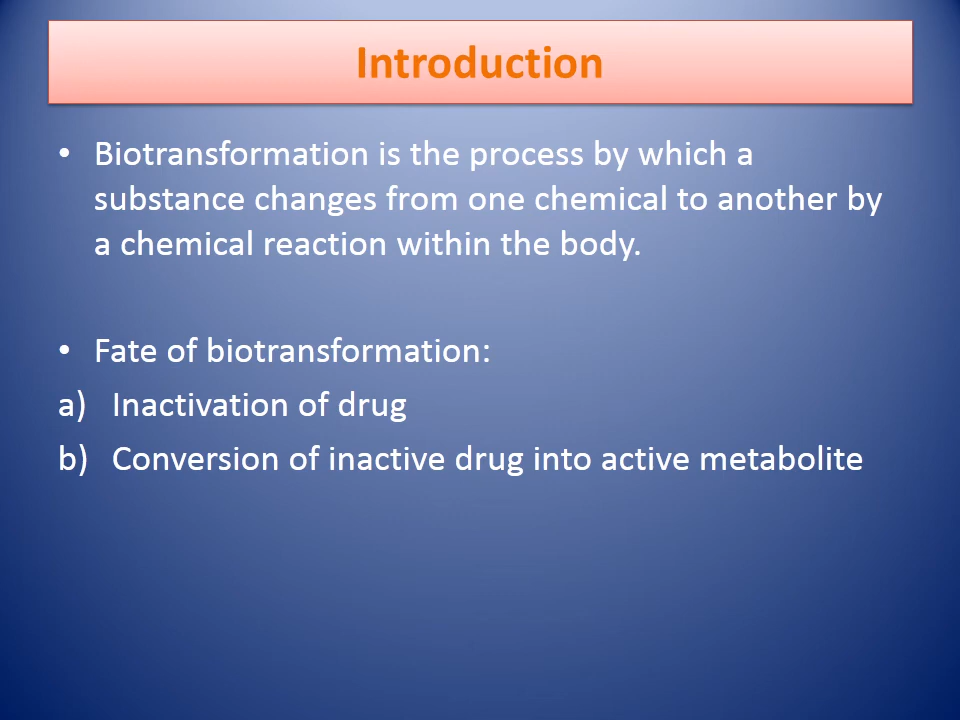 Introduction
• Biotransformation is the process by which a
substance changes from one chemical to another by
a chemical reaction within the body.
• Fate of biotransformation:
a) Inactivation of drug
b) Conversion of inactive drug into active metabolite